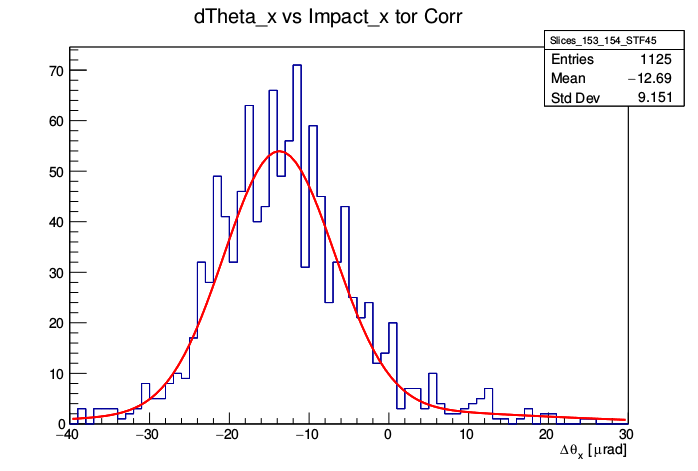 dTheta_x vs Impact_x tor Corr
Slices_153_154_STF45
Entries 1125
Mean −12.69
Std Dev 9.151
70
60
50
40
30
20
10
0
−40 −30 −20 −10 0 10 20 30
Δθx [μrad]